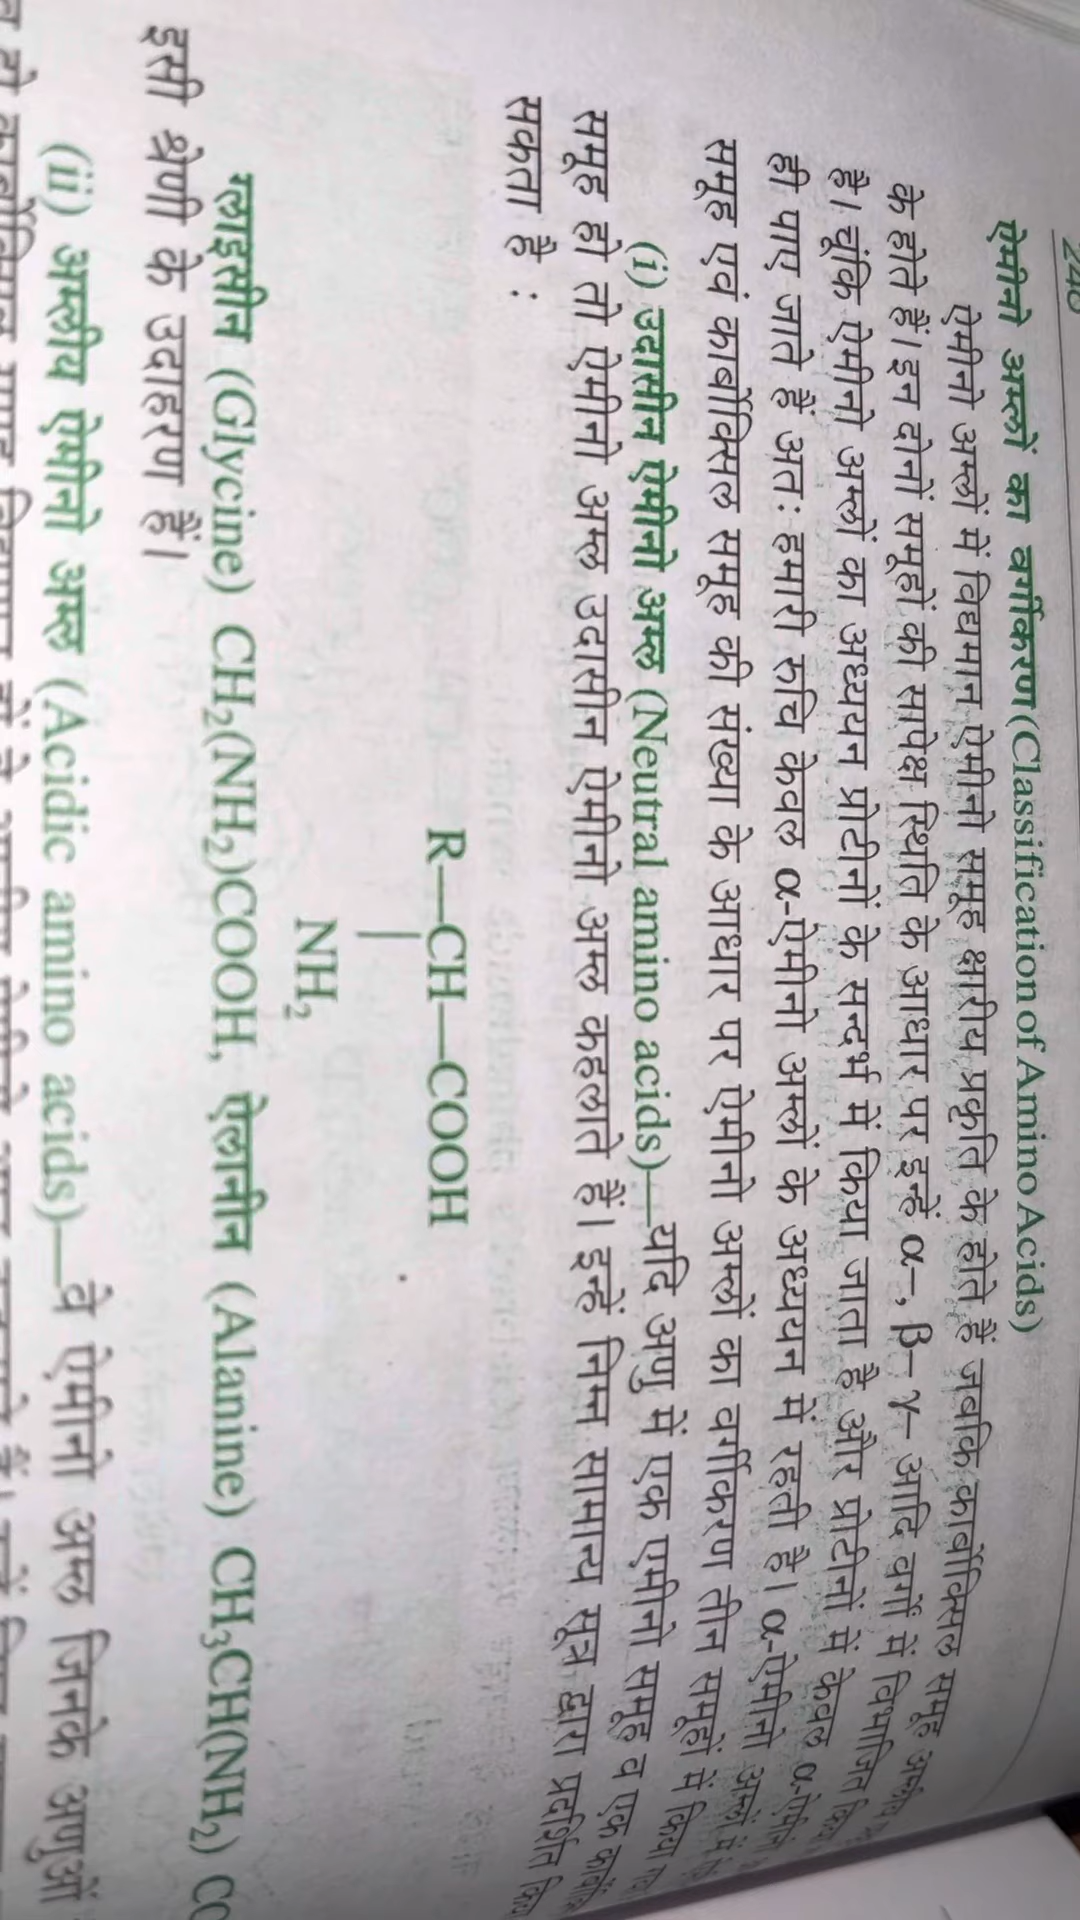 246
ऐमीनो अम्लों का वर्गीकरण (Classification of Amino Acids)
ऐमीनो अम्लों में विद्यमान ऐमीनो समूह क्षारीय प्रकृति के होते हैं जबकि कार्बोक्सिल समूह
के होते हैं। इन दोनों समूहों की सापेक्ष स्थिति के आधार पर इन्हें α–, β– γ– आदि वर्गों में विभाजित किया
है। चूंकि ऐमीनो अम्लों का अध्ययन प्रोटीनों के सन्दर्भ में किया जाता है और प्रोटीनों में केवल
ही पाए जाते हैं अतः हमारी रुचि केवल α-ऐमीनो अम्लों के अध्ययन में रहती है। α-ऐमीनो अम्लों में
समूह एवं कार्बोक्सिल समूह की संख्या के आधार पर ऐमीनो अम्लों का वर्गीकरण तीन समूहों में किया
(i) उदासीन ऐमीनो अम्ल (Neutral amino acids)—यदि अणु में एक एमीनो समूह व एक
समूह हो तो ऐमीनो अम्ल उदासीन ऐमीनो अम्ल कहलाते हैं। इन्हें निम्न सामान्य सूत्र द्वारा प्रदर्शित
सकता है :
R—CH—COOH
|
NH₂
ग्लाइसीन (Glycine) CH₂(NH₂)COOH, ऐलानीन (Alanine) CH₃CH(NH₂) CO
इसी श्रेणी के उदाहरण हैं।
(ii) अम्लीय ऐमीनो अम्ल (Acidic amino acids)—वे ऐमीनो अम्ल जिनके अणुओं